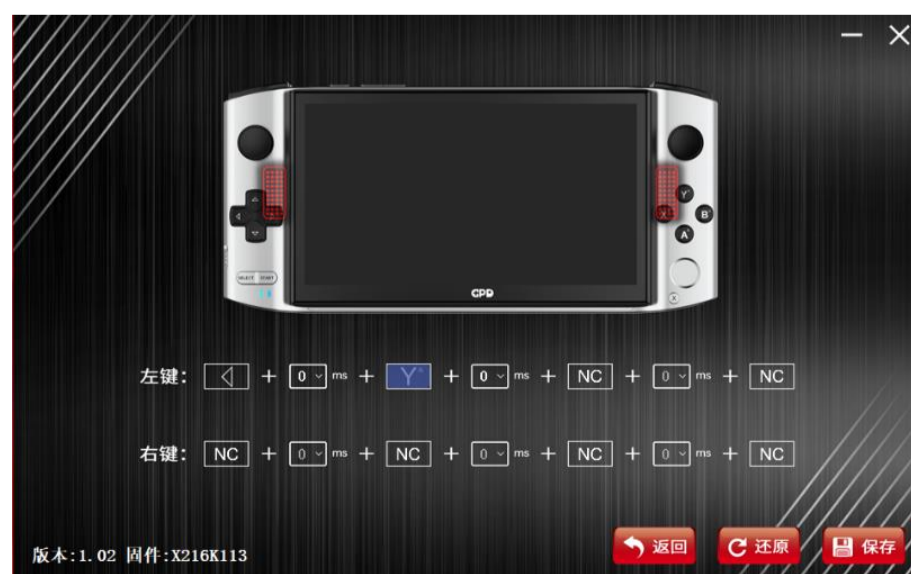 Y
X B
A
SELECT START
GPD
X
左键: + 0 ms + Y + 0 ms + NC + 0 ms + NC
右键: NC + 0 ms + NC + 0 ms + NC + 0 ms + NC
版本:1.02 固件:X216K113 返回 还原 保存